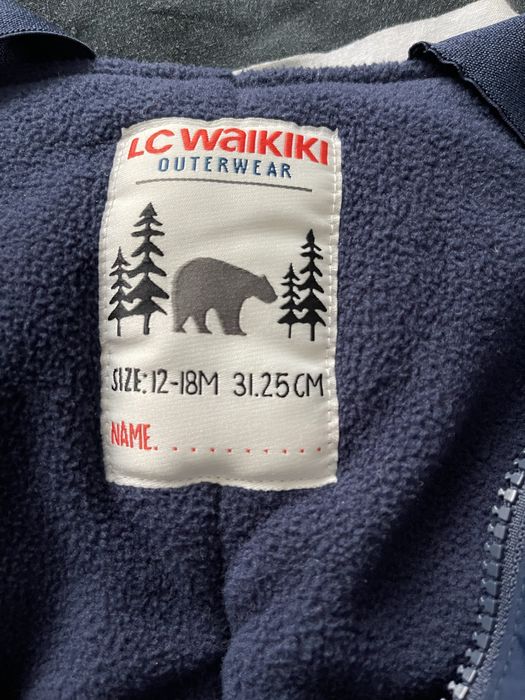 LC WAIKIKI
OUTERWEAR
SIZE: 12-18M 31.25CM
NAME..........